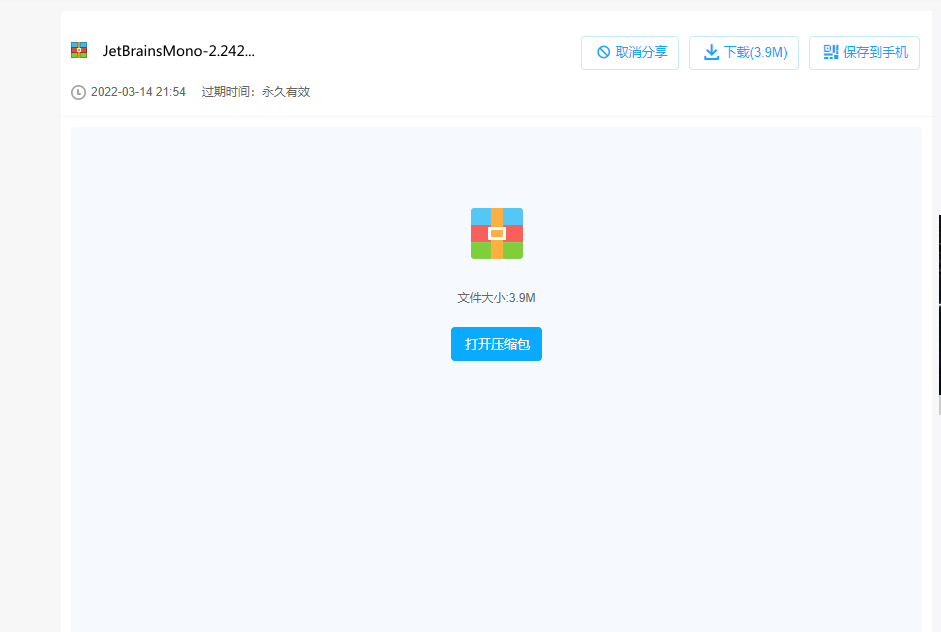 JetBrainsMono-2.242...
取消分享
下载(3.9M)
保存到手机
2022-03-14 21:54 过期时间：永久有效
文件大小:3.9M
打开压缩包